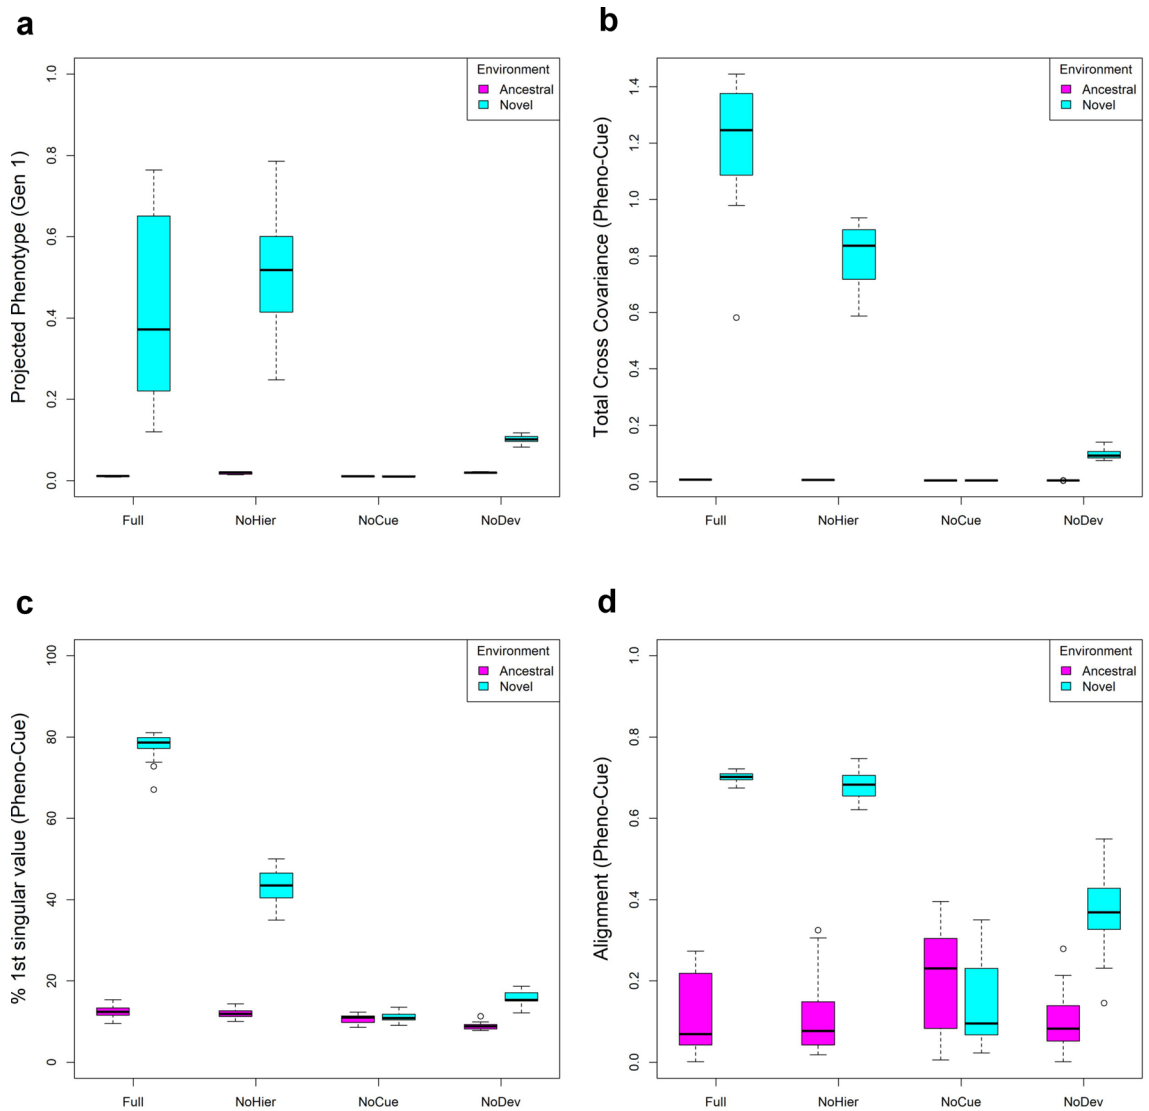 a
Projected Phenotype (Gen 1)
1.0
0.8
0.6
0.4
0.2
0.0
Environment
Ancestral
Novel
Full NoHier NoCue NoDev
b
Total Cross Covariance (Pheno-Cue)
1.4
1.2
1.0
0.8
0.6
0.4
0.2
0.0
Environment
Ancestral
Novel
Full NoHier NoCue NoDev
c
% 1st singular value (Pheno-Cue)
100
80
60
40
20
0
Environment
Ancestral
Novel
Full NoHier NoCue NoDev
d
Alignment (Pheno-Cue)
1.0
0.8
0.6
0.4
0.2
0.0
Environment
Ancestral
Novel
Full NoHier NoCue NoDev